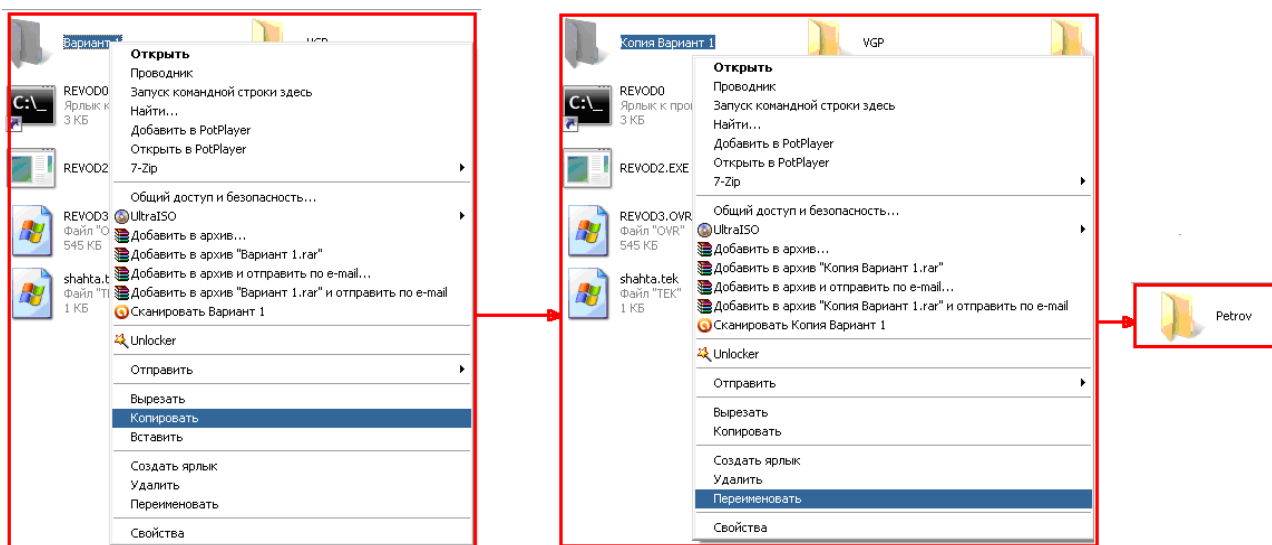 Вариант 1
Открыть
Проводник
Запуск командной строки здесь
Найти...
Добавить в PotPlayer
Открыть в PotPlayer
7-Zip
Общий доступ и безопасность...
UltraISO
Добавить в архив...
Добавить в архив "Вариант 1.rar"
Добавить в архив и отправить по e-mail...
Добавить в архив "Вариант 1.rar" и отправить по e-mail
Сканировать Вариант 1
Unlocker
Отправить
Вырезать
Копировать
Вставить
Создать ярлык
Удалить
Переименовать
Свойства
C:\_
REVOD0
Ярлык к
3 КБ
REVOD2
REVOD3
Файл "O
545 КБ
shahta.t
Файл "T
1 КБ
Копия Вариант 1
VGP
Открыть
Проводник
Запуск командной строки здесь
Найти...
Добавить в PotPlayer
Открыть в PotPlayer
7-Zip
Общий доступ и безопасность...
UltraISO
Добавить в архив...
Добавить в архив "Копия Вариант 1.rar"
Добавить в архив и отправить по e-mail...
Добавить в архив "Копия Вариант 1.rar" и отправить по e-mail
Сканировать Копия Вариант 1
Unlocker
Отправить
Вырезать
Копировать
Создать ярлык
Удалить
Переименовать
Свойства
C:\_
REVOD0
Ярлык к про
3 КБ
REVOD2.EXE
REVOD3.OVR
Файл "OVR"
545 КБ
shahta.tek
Файл "TEK"
1 КБ
Petrov